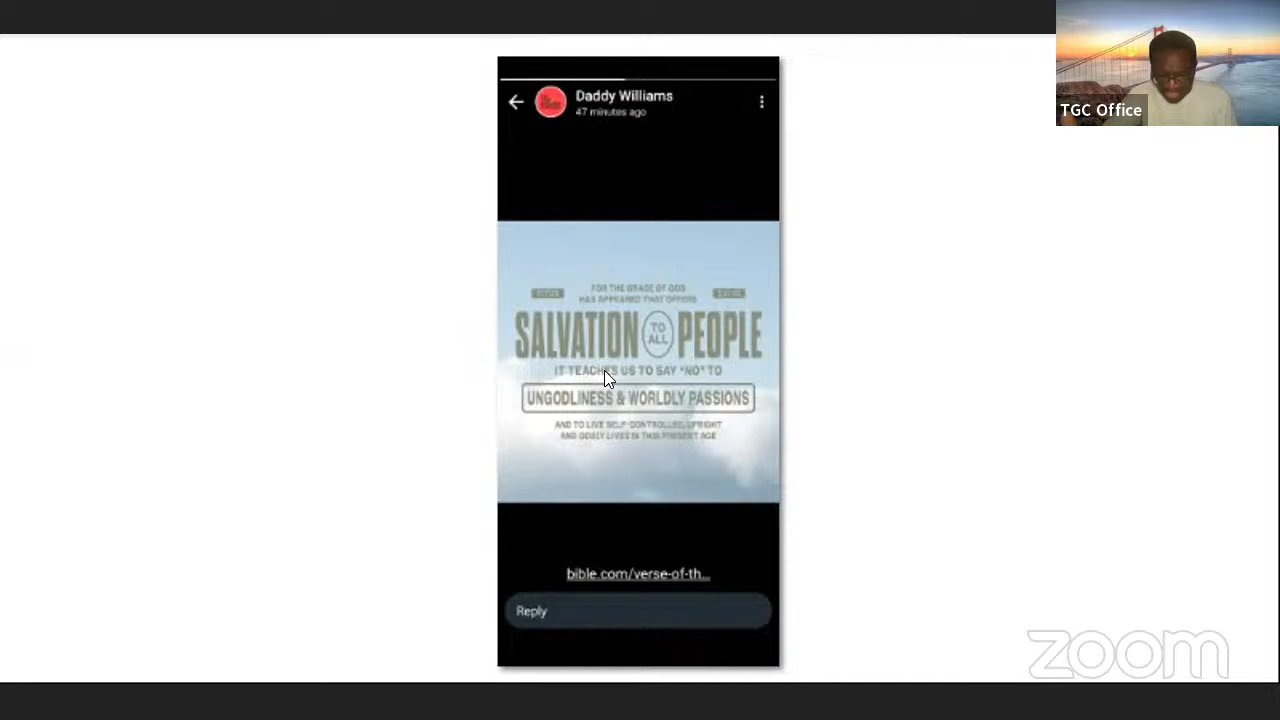 TGC Office
Daddy Williams
47 minutes ago
FOR THE GRACE OF GOD
HAS APPEARED THAT OFFERS
SALVATION TO ALL PEOPLE
IT TEACHES US TO SAY "NO" TO
UNGODLINESS & WORLDLY PASSIONS
AND TO LIVE SELF-CONTROLLED, UPRIGHT
AND GODLY LIVES IN THIS PRESENT AGE
bible.com/verse-of-th...
Reply
zoom